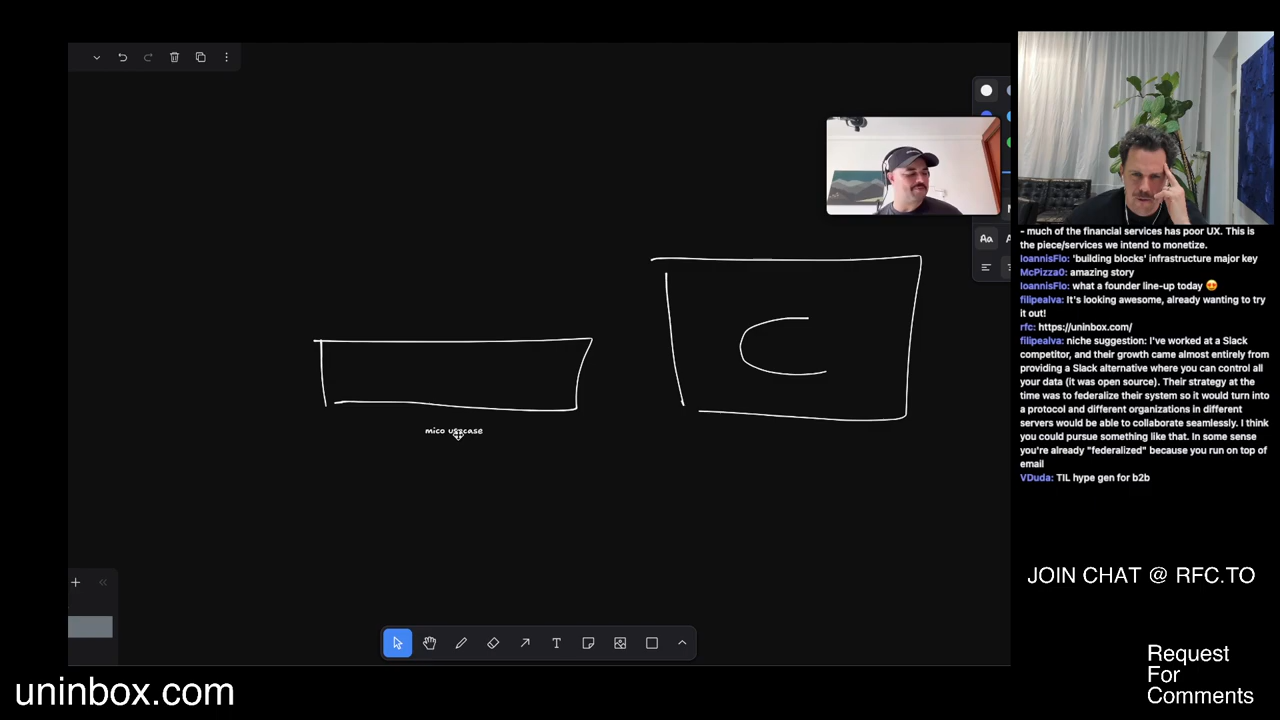 - much of the financial services has poor UX. This is
the piece/services we intend to monetize.
IoannisFlo: 'building blocks' infrastructure major key
McPizza0: amazing story
IoannisFlo: what a founder line-up today 😍
filipealva: It's looking awesome, already wanting to try
it out!
rfc: https://uninbox.com/
filipealva: niche suggestion: I've worked at a Slack
competitor, and their growth came almost entirely from
providing a Slack alternative where you can control all
your data (it was open source). Their strategy at the
time was to federalize their system so it would turn into
a protocol and different organizations in different
servers would be able to collaborate seamlessly. I think
you could pursue something like that. In some sense
you're already "federalized" because you run on top of
email
VDuda: TIL hype gen for b2b
Aa
C
mico usecase
T
JOIN CHAT @ RFC.TO
Request
For
Comments
uninbox.com